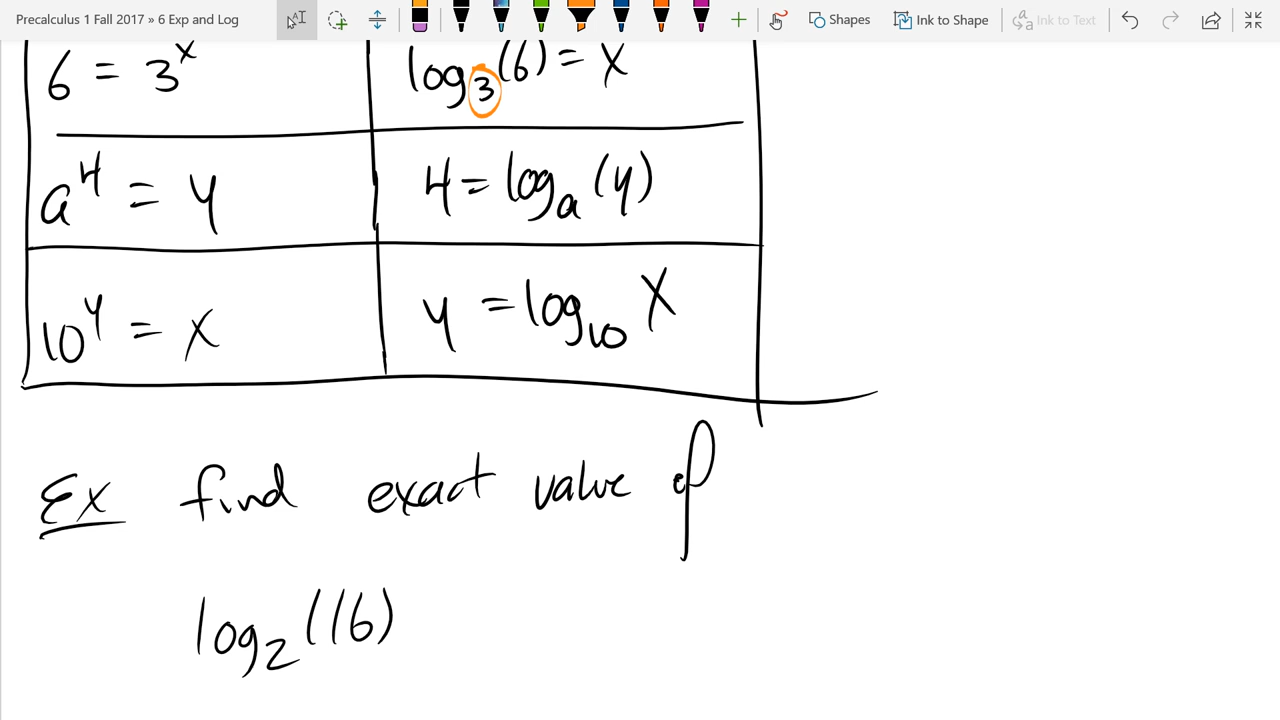 Precalculus 1 Fall 2017 » 6 Exp and Log
Shapes
Ink to Shape
Ink to Text
6 = 3^x
log_3(6) = x
a^4 = y
4 = log_a(y)
10^y = x
y = log_10 x
Ex find exact value of
log_2(16)